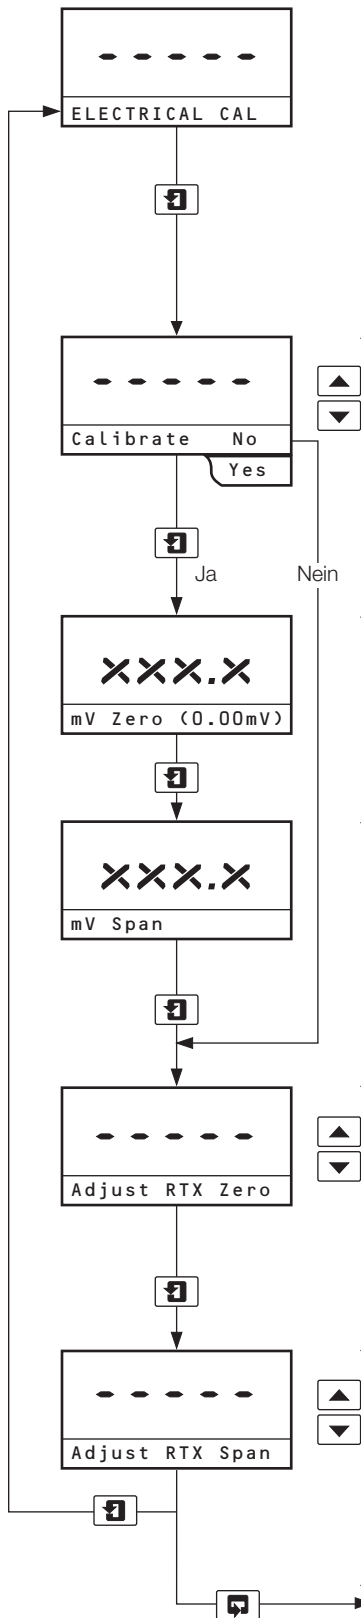 - - - - -
ELECTRICAL CAL
- - - - -
Calibrate No
Yes
Ja Nein
XXX.X
mV Zero (0.00mV)
XXX.X
mV Span
- - - - -
Adjust RTX Zero
- - - - -
Adjust RTX Span